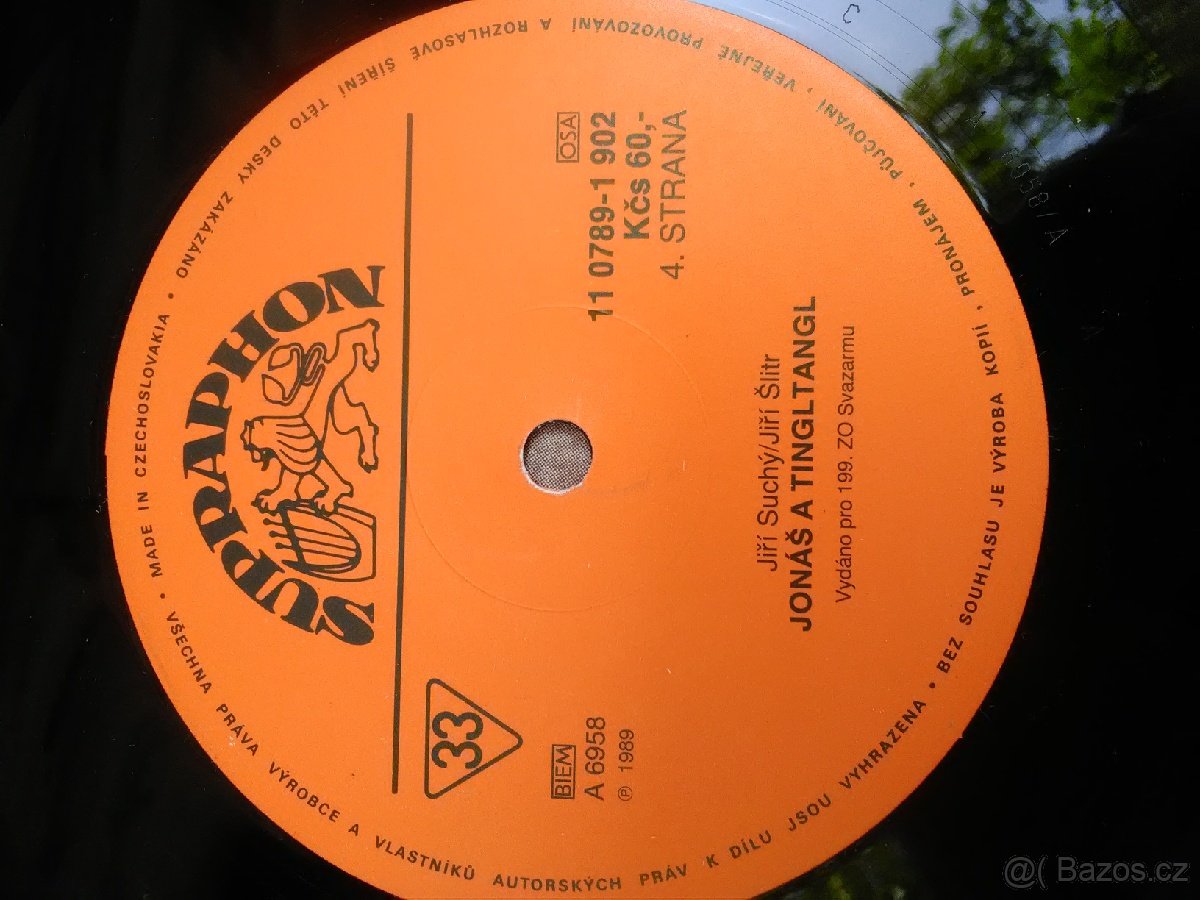 SUPRAPHON
33
BIEM
A 6958
℗ 1989
OSA
11 0789-1 902
Kčs 60,-
4. STRANA
Jiří Suchý/Jiří Šlitr
JONÁŠ A TINGLTANGL
Vydáno pro 199. ZO Svazarmu
• MADE IN CZECHOSLOVAKIA • VŠECHNA PRÁVA VÝROBCE A VLASTNÍKŮ AUTORSKÝCH PRÁV K DÍLU JSOU VYHRAZENA • BEZ SOUHLASU JE VÝROBA KOPIÍ, PRONÁJEM, PŮJČOVÁNÍ, VEŘEJNÉ PROVOZOVÁNÍ A ROZHLASOVÉ ŠÍŘENÍ TÉTO DESKY ZAKÁZÁNO
@( Bazos.cz